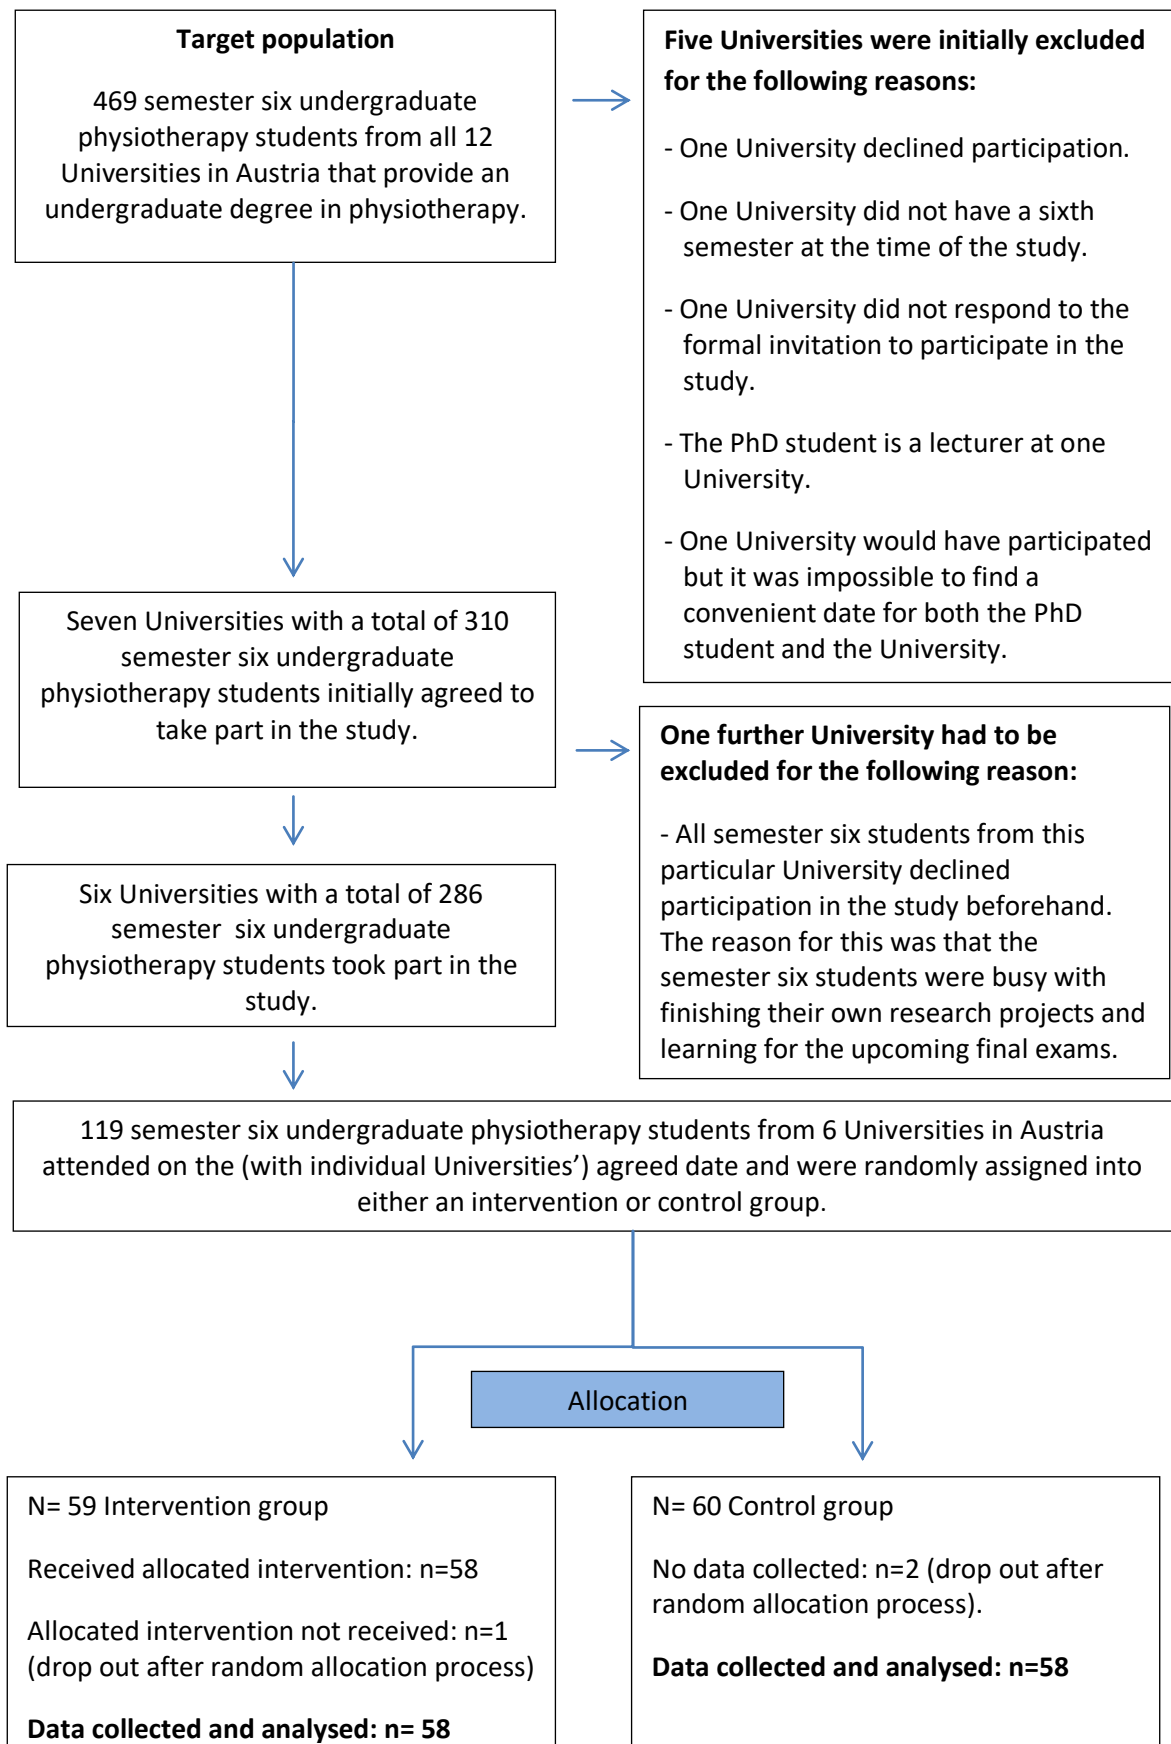 Target population
469 semester six undergraduate
physiotherapy students from all 12
Universities in Austria that provide an
undergraduate degree in physiotherapy.
Five Universities were initially excluded
for the following reasons:
- One University declined participation.
- One University did not have a sixth
semester at the time of the study.
- One University did not respond to the
formal invitation to participate in the
study.
- The PhD student is a lecturer at one
University.
- One University would have participated
but it was impossible to find a
convenient date for both the PhD
student and the University.
Seven Universities with a total of 310
semester six undergraduate
physiotherapy students initially agreed to
take part in the study.
One further University had to be
excluded for the following reason:
- All semester six students from this
particular University declined
participation in the study beforehand.
The reason for this was that the
semester six students were busy with
finishing their own research projects and
learning for the upcoming final exams.
Six Universities with a total of 286
semester six undergraduate
physiotherapy students took part in the
study.
119 semester six undergraduate physiotherapy students from 6 Universities in Austria
attended on the (with individual Universities’) agreed date and were randomly assigned into
either an intervention or control group.
Allocation
N= 59 Intervention group
Received allocated intervention: n=58
Allocated intervention not received: n=1
(drop out after random allocation process)
Data collected and analysed: n= 58
N= 60 Control group
No data collected: n=2 (drop out after
random allocation process).
Data collected and analysed: n=58